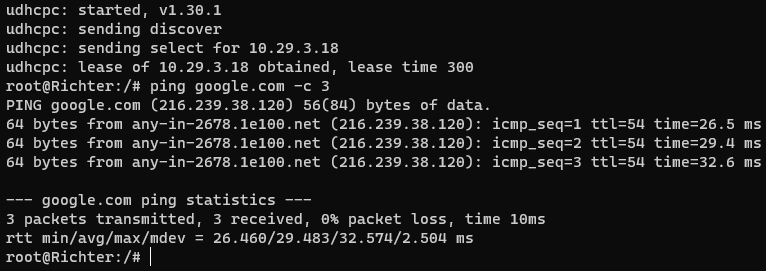 udhcpc: started, v1.30.1
udhcpc: sending discover
udhcpc: sending select for 10.29.3.18
udhcpc: lease of 10.29.3.18 obtained, lease time 300
root@Richter:/# ping google.com -c 3
PING google.com (216.239.38.120) 56(84) bytes of data.
64 bytes from any-in-2678.1e100.net (216.239.38.120): icmp_seq=1 ttl=54 time=26.5 ms
64 bytes from any-in-2678.1e100.net (216.239.38.120): icmp_seq=2 ttl=54 time=29.4 ms
64 bytes from any-in-2678.1e100.net (216.239.38.120): icmp_seq=3 ttl=54 time=32.6 ms
--- google.com ping statistics ---
3 packets transmitted, 3 received, 0% packet loss, time 10ms
rtt min/avg/max/mdev = 26.460/29.483/32.574/2.504 ms
root@Richter:/#